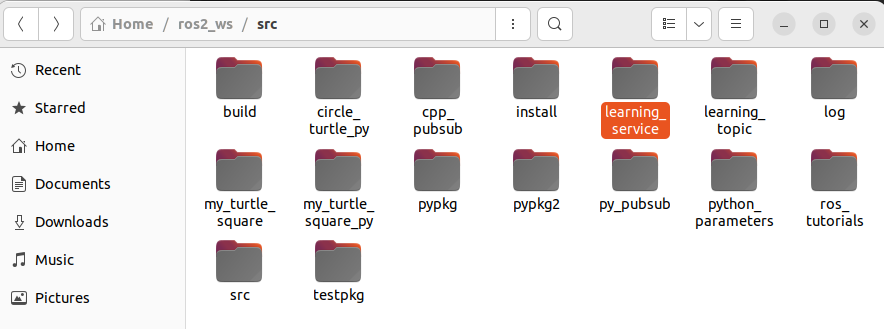 Home / ros2_ws / src
Recent
Starred
Home
Documents
Downloads
Music
Pictures
build
circle_
turtle_py
cpp_
pubsub
install
learning_
service
learning_
topic
log
my_turtle_
square
my_turtle_
square_py
pypkg
pypkg2
py_pubsub
python_
parameters
ros_
tutorials
src
testpkg